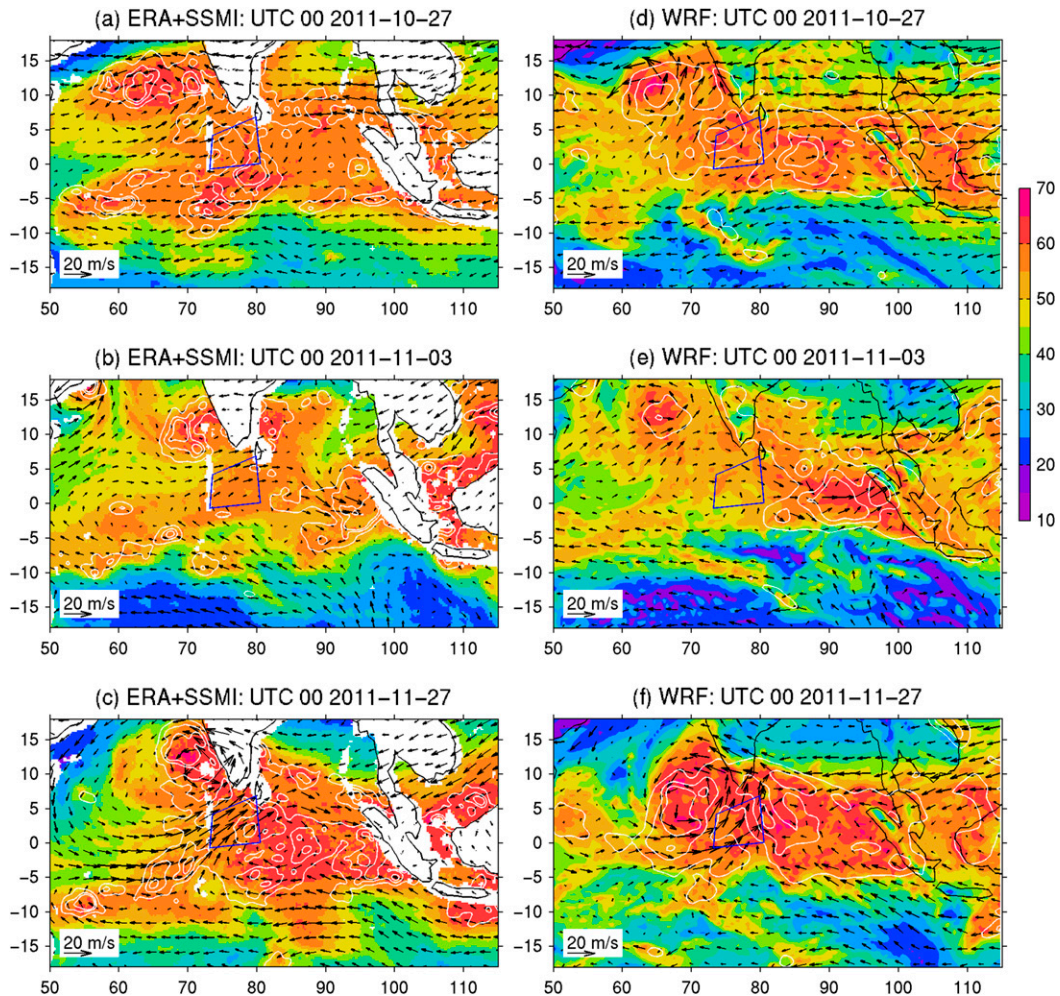 (a) ERA+SSMI: UTC 00 2011−10−27
15
10
5
0
−5
−10
−15
20 m/s
50 60 70 80 90 100 110
(d) WRF: UTC 00 2011−10−27
15
10
5
0
−5
−10
−15
20 m/s
50 60 70 80 90 100 110
(b) ERA+SSMI: UTC 00 2011−11−03
15
10
5
0
−5
−10
−15
20 m/s
50 60 70 80 90 100 110
(e) WRF: UTC 00 2011−11−03
15
10
5
0
−5
−10
−15
20 m/s
50 60 70 80 90 100 110
(c) ERA+SSMI: UTC 00 2011−11−27
15
10
5
0
−5
−10
−15
20 m/s
50 60 70 80 90 100 110
(f) WRF: UTC 00 2011−11−27
15
10
5
0
−5
−10
−15
20 m/s
50 60 70 80 90 100 110
70
60
50
40
30
20
10